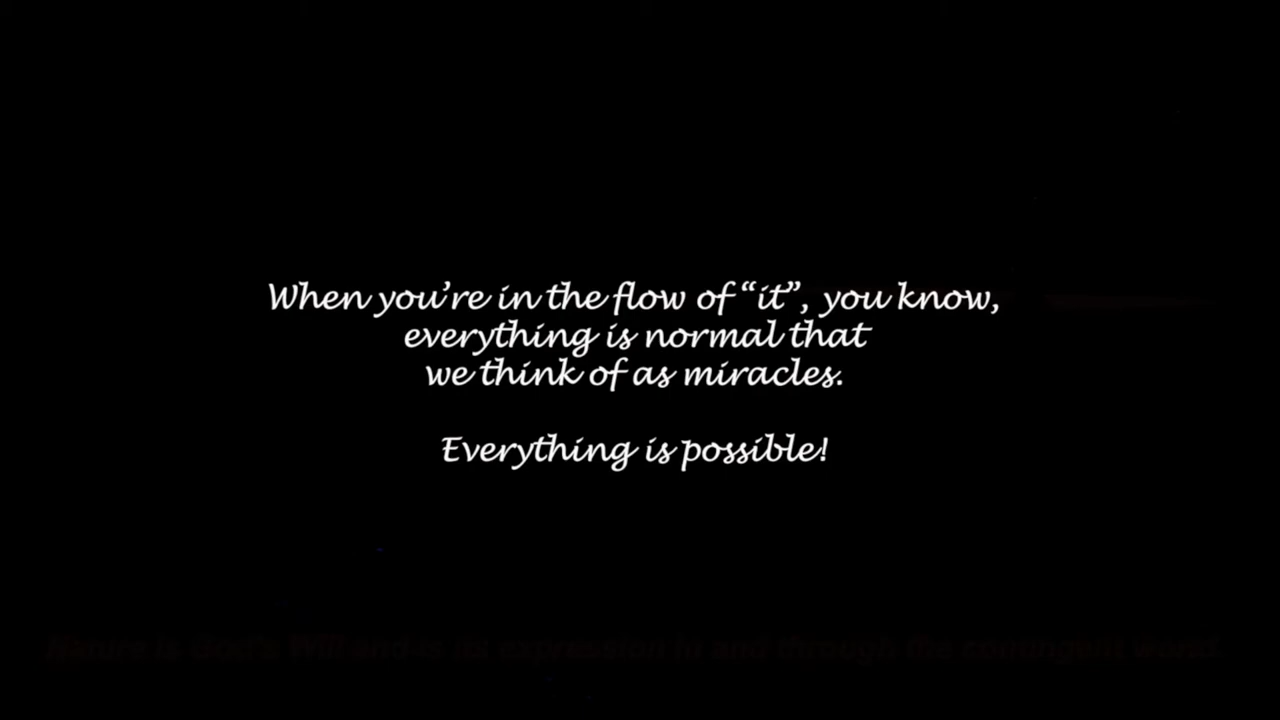 When you're in the flow of “it”, you know,
everything is normal that
we think of as miracles.
Everything is possible!